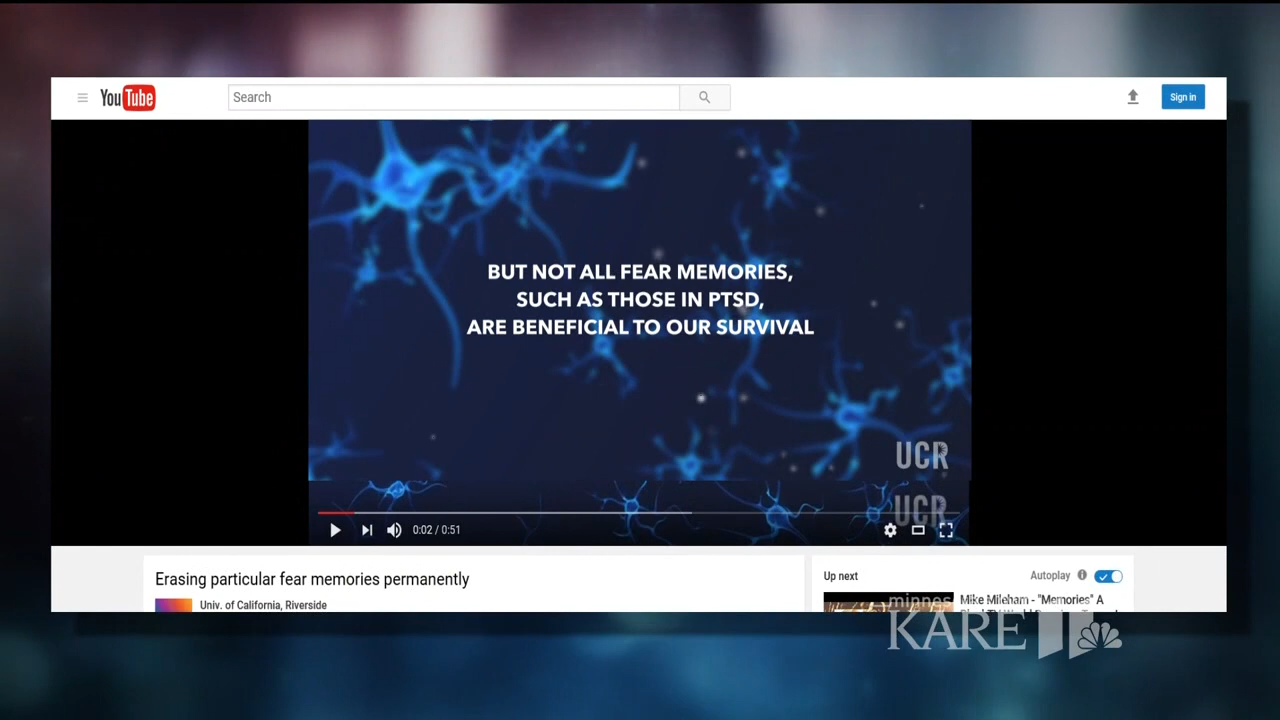 YouTube
Search
Sign in
BUT NOT ALL FEAR MEMORIES,
SUCH AS THOSE IN PTSD,
ARE BENEFICIAL TO OUR SURVIVAL
UCR
UCR
0:02 / 0:51
Erasing particular fear memories permanently
Univ. of California, Riverside
Up next
Autoplay
Mike Mileham - "Memories" A
KARE 11